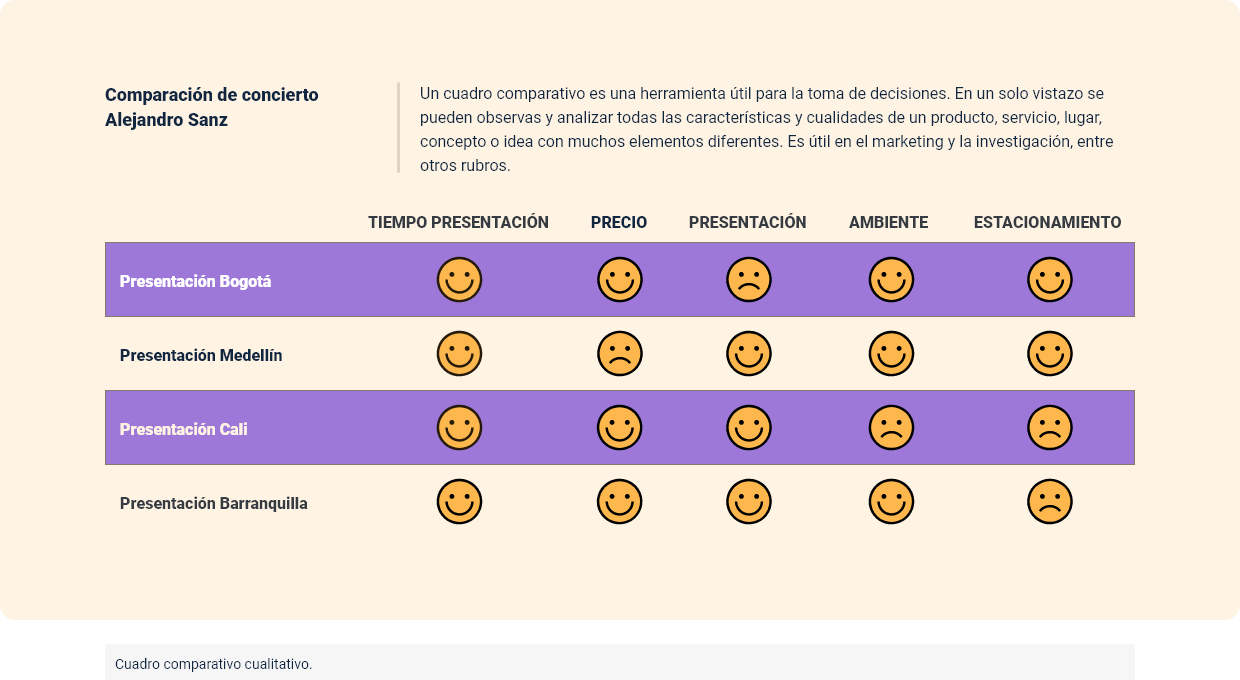 Comparación de concierto
Alejandro Sanz
Un cuadro comparativo es una herramienta útil para la toma de decisiones. En un solo vistazo se
pueden observas y analizar todas las características y cualidades de un producto, servicio, lugar,
concepto o idea con muchos elementos diferentes. Es útil en el marketing y la investigación, entre
otros rubros.
TIEMPO PRESENTACIÓN PRECIO PRESENTACIÓN AMBIENTE ESTACIONAMIENTO
Presentación Bogotá
Presentación Medellín
Presentación Cali
Presentación Barranquilla
Cuadro comparativo cualitativo.